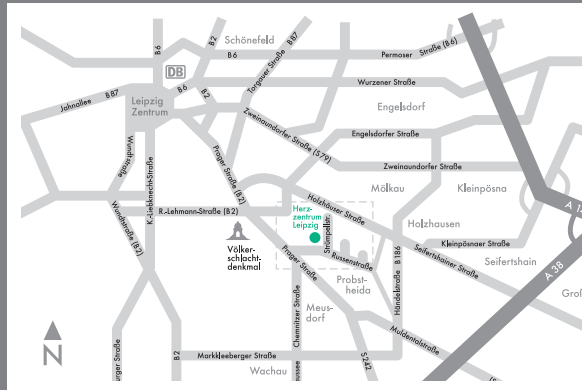 B6
B2
Schönefeld
B87
B6
Permoser Straße (B6)
Torgauer Straße
DB
Wurzener Straße
B87
B6
B2
Jahnallee
Leipzig
Zentrum
Engelsdorf
Zweinaundorfer Straße (S79)
Engelsdorfer Straße
Wundtstraße
K.-Liebknecht-Straße
Prager Straße (B2)
Zweinaundorfer Straße
Mölkau
Kleinpösna
Wundtstraße (B2)
R.-Lehmann-Straße (B2)
Herz-
zentrum
Leipzig
Strümpellstr.
Holzhäuser Straße
Holzhausen
Völker-
schlacht-
denkmal
Kleinpösnaer Straße
Seifertshainer Straße
Seifertshain
Prager Straße
Russenstraße
B 186
A 38
Probst-
heida
Händelstraße
Meus-
dorf
Chemnitzer Straße
Muldentalstraße
N
B2
Markkleeberger Straße
S242
Wachau